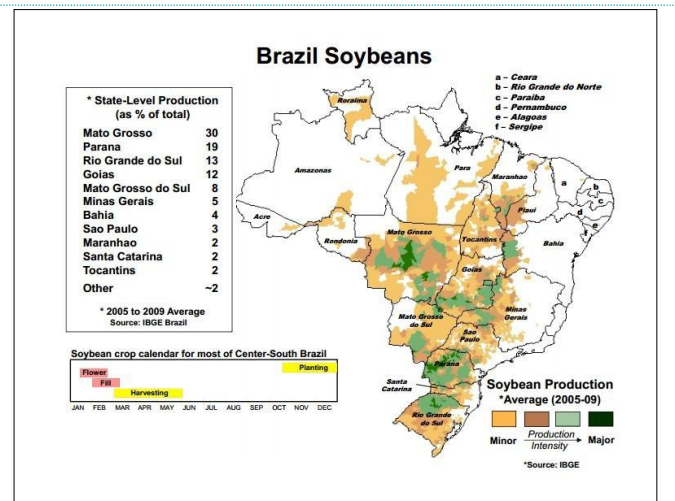 Brazil Soybeans
* State-Level Production
(as % of total)
Mato Grosso 30
Parana 19
Rio Grande do Sul 13
Goias 12
Mato Grosso do Sul 8
Minas Gerais 5
Bahia 4
Sao Paulo 3
Maranhao 2
Santa Catarina 2
Tocantins 2
Other ~2
* 2005 to 2009 Average
Source: IBGE Brazil
a – Ceara
b – Rio Grande do Norte
c – Paraiba
d – Pernambuco
e – Alagoas
f – Sergipe
Roraima
Amazonas
Para
Maranhao
a
b
c
d
e
f
Piaui
Acre
Rondonia
Mato Grosso
Tocantins
Bahia
Goias
Mato Grosso
do Sul
Minas
Gerais
Sao
Paulo
Parana
Santa
Catarina
Rio Grande
do Sul
Soybean crop calendar for most of Center-South Brazil
Planting
Flower
Fill
Harvesting
JAN FEB MAR APR MAY JUN JUL AUG SEP OCT NOV DEC
Soybean Production
*Average (2005-09)
Minor Production Intensity Major
*Source: IBGE